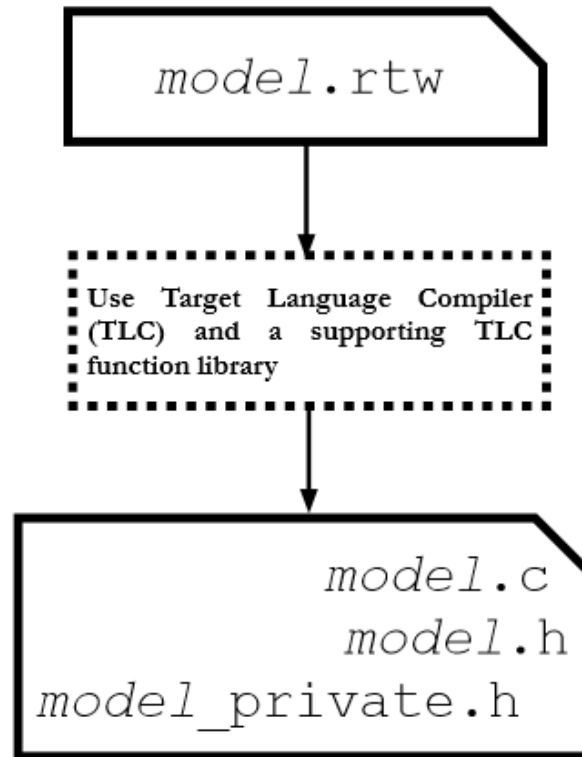 model.rtw
Use Target Language Compiler
(TLC) and a supporting TLC
function library
model.c
model.h
model_private.h